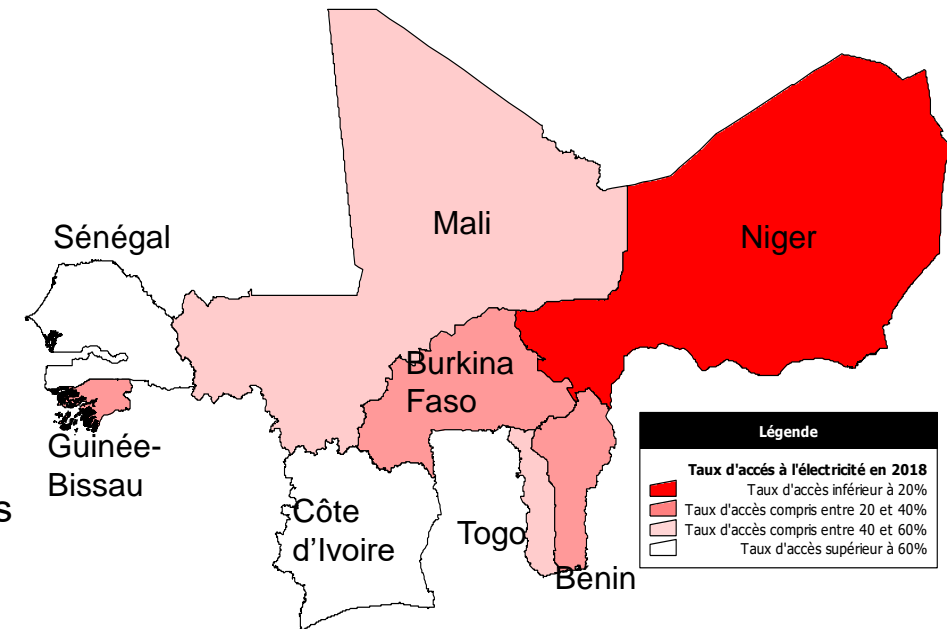 Mali
Niger
Sénégal
Burkina
Faso
Guinée-
Bissau
s
Côte
d'Ivoire
Togo
Bénin
Légende
Taux d'accés à l'électricité en 2018
Taux d'accès inférieur à 20%
Taux d'accès compris entre 20 et 40%
Taux d'accès compris entre 40 et 60%
Taux d'accès supérieur à 60%